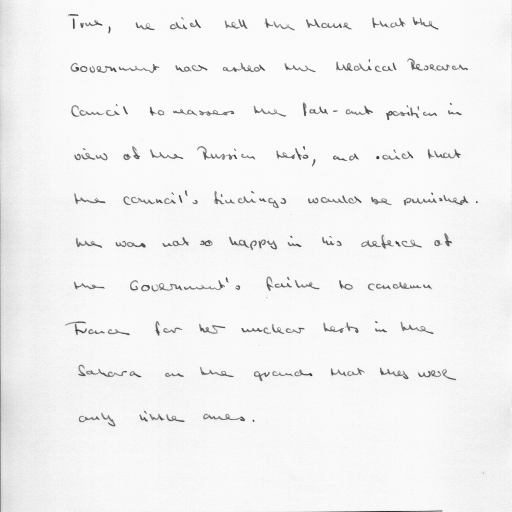 True, he did tell the House that the
Government had asked the Medical Research
Council to reassess the fall-out position in
view of the Russian tests, and said that
the council's findings would be punished.
He was not so happy in his defence of
the Government's failure to condemn
France for her nuclear tests in the
Sahara on the grounds that they were
only little ones.